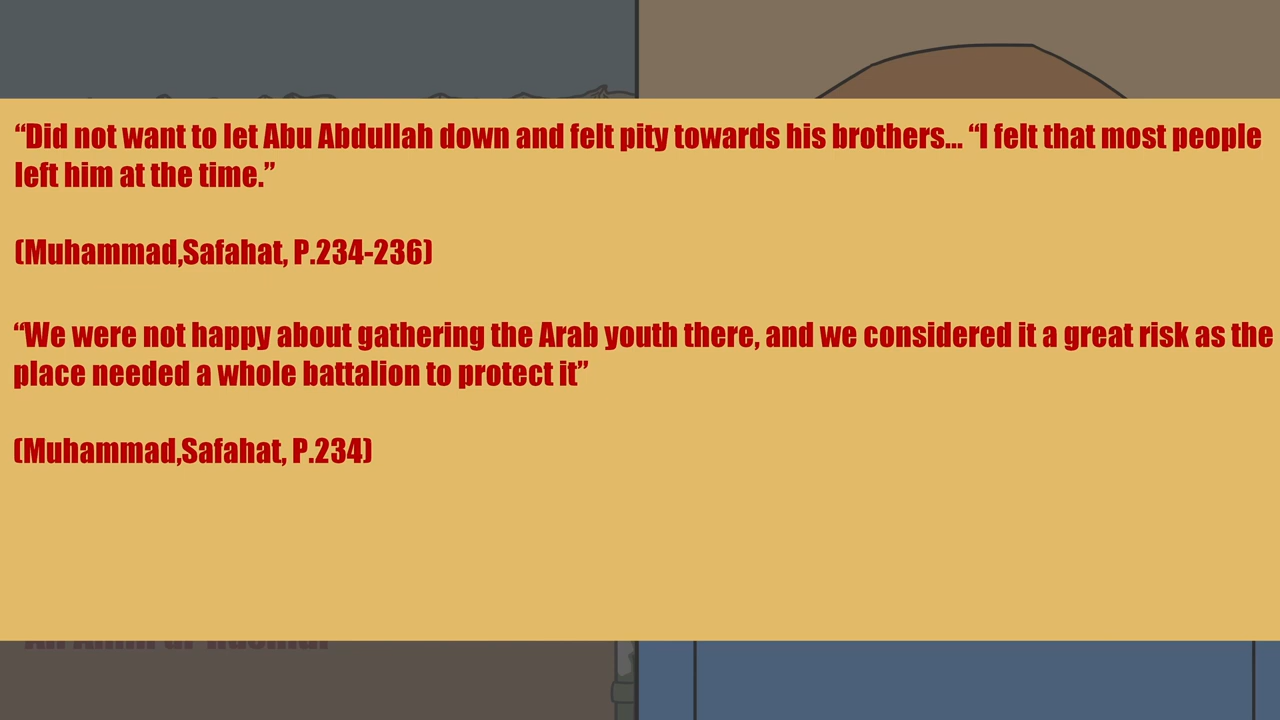 “Did not want to let Abu Abdullah down and felt pity towards his brothers... “I felt that most people
left him at the time.”
(Muhammad,Safahat, P.234-236)
“We were not happy about gathering the Arab youth there, and we considered it a great risk as the
place needed a whole battalion to protect it”
(Muhammad,Safahat, P.234)